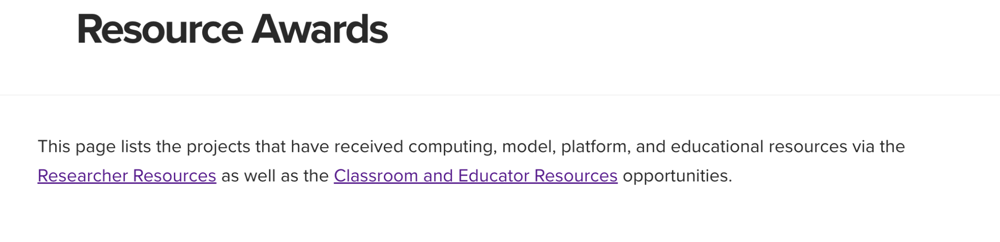 Resource Awards
This page lists the projects that have received computing, model, platform, and educational resources via the
Researcher Resources as well as the Classroom and Educator Resources opportunities.